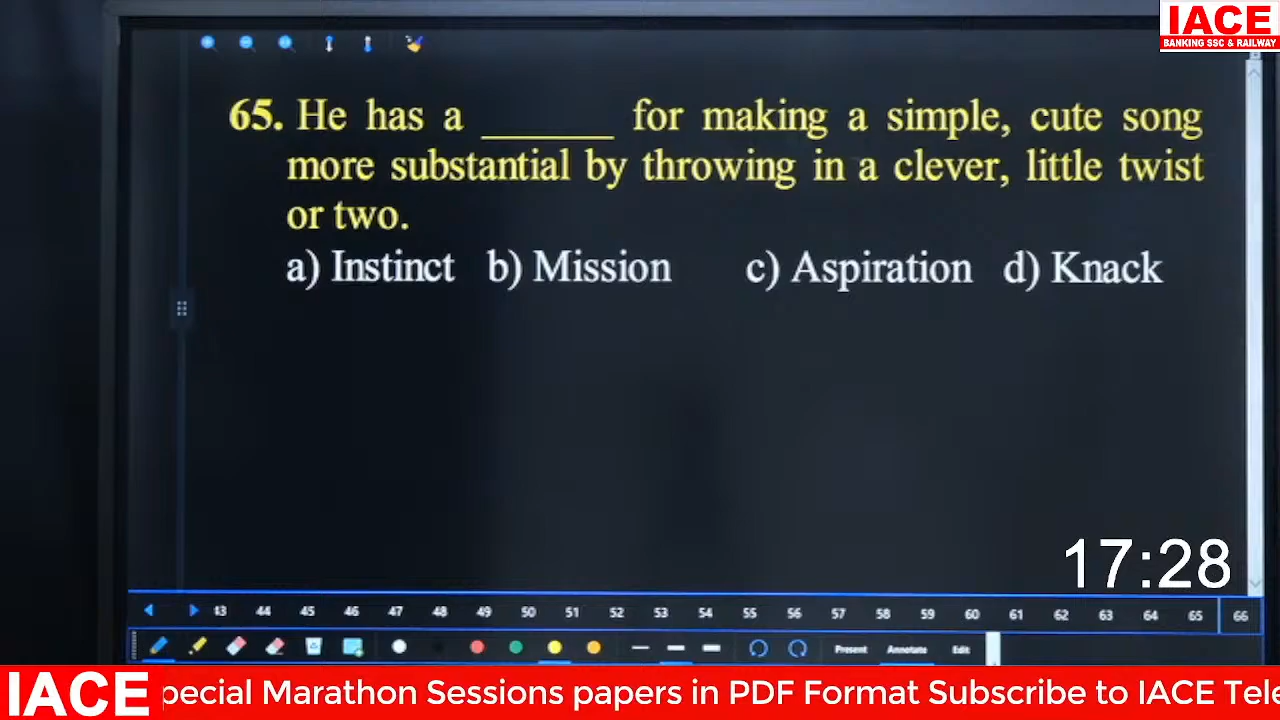 IACE
BANKING SSC & RAILWAY
65. He has a ______ for making a simple, cute song
more substantial by throwing in a clever, little twist
or two.
a) Instinct b) Mission c) Aspiration d) Knack
17:28
43 44 45 46 47 48 49 50 51 52 53 54 55 56 57 58 59 60 61 62 63 64 65 66
Present Annotate Edit
IACE pecial Marathon Sessions papers in PDF Format Subscribe to IACE Tele